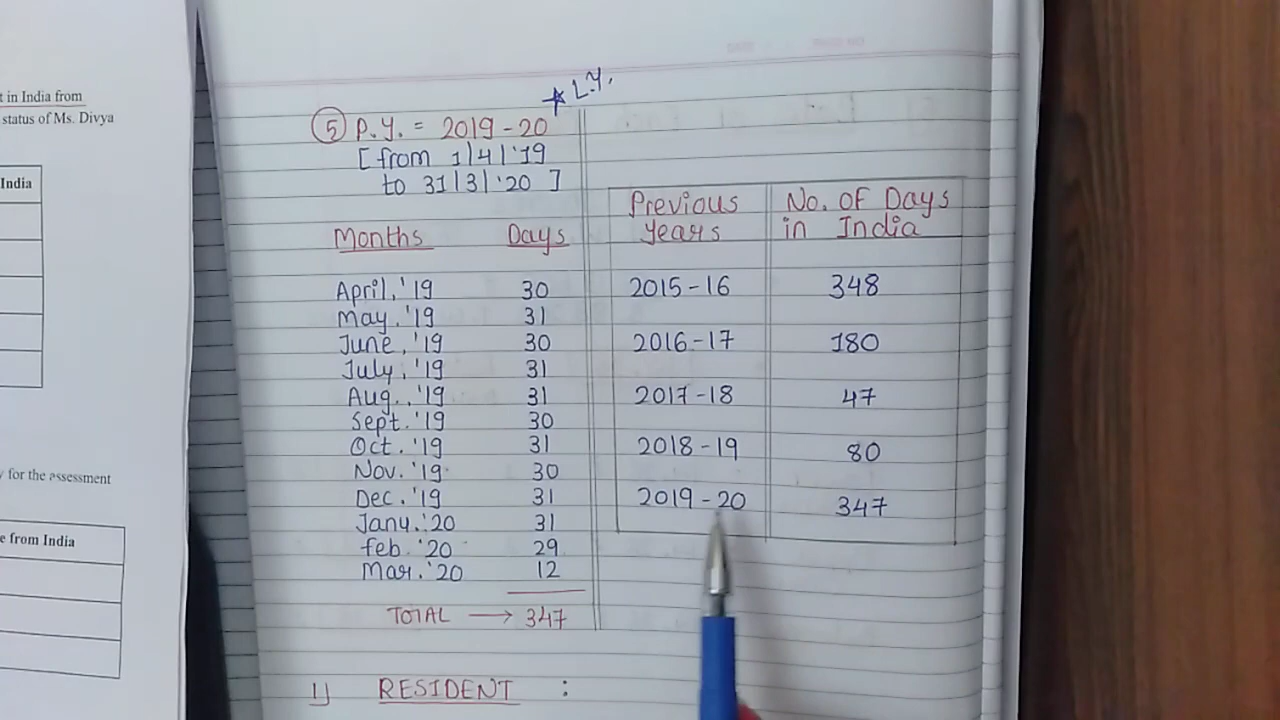 t in India from
status of Ms. Divya
India
y for the assessment
e from India
★ L.Y.
⑤ P.Y. = 2019-20
[from 1/4/'19
to 31/3/'20]
Months Days
April,'19 30
May.'19 31
June,'19 30
July,'19 31
Aug.,'19 31
Sept.'19 30
Oct.'19 31
Nov.'19 30
Dec.'19 31
Janu.'20 31
feb.'20 29
Mar.'20 12
TOTAL → 347
Previous No. of Days
Years in India
2015-16 348
2016-17 180
2017-18 47
2018-19 80
2019-20 347
1) RESIDENT :